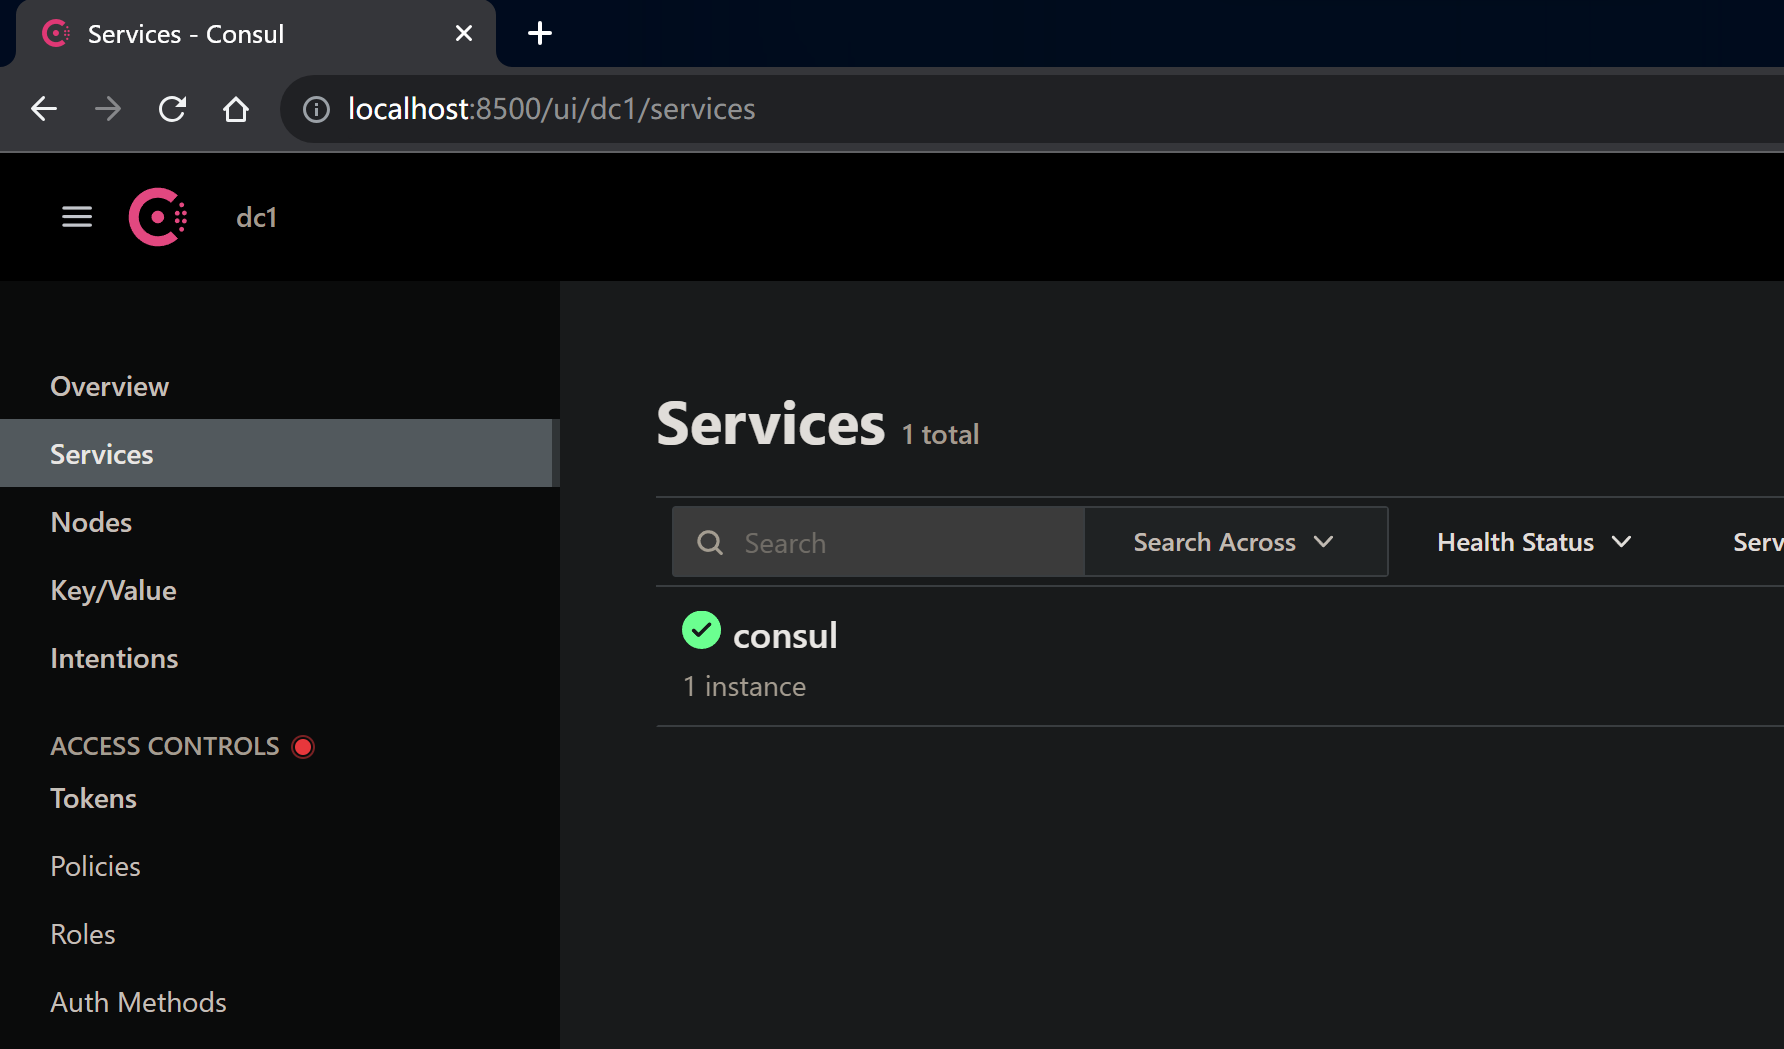 Services - Consul
localhost:8500/ui/dc1/services
dc1
Overview
Services
Nodes
Key/Value
Intentions
ACCESS CONTROLS
Tokens
Policies
Roles
Auth Methods
Services 1 total
Search Search Across Health Status Serv
consul
1 instance